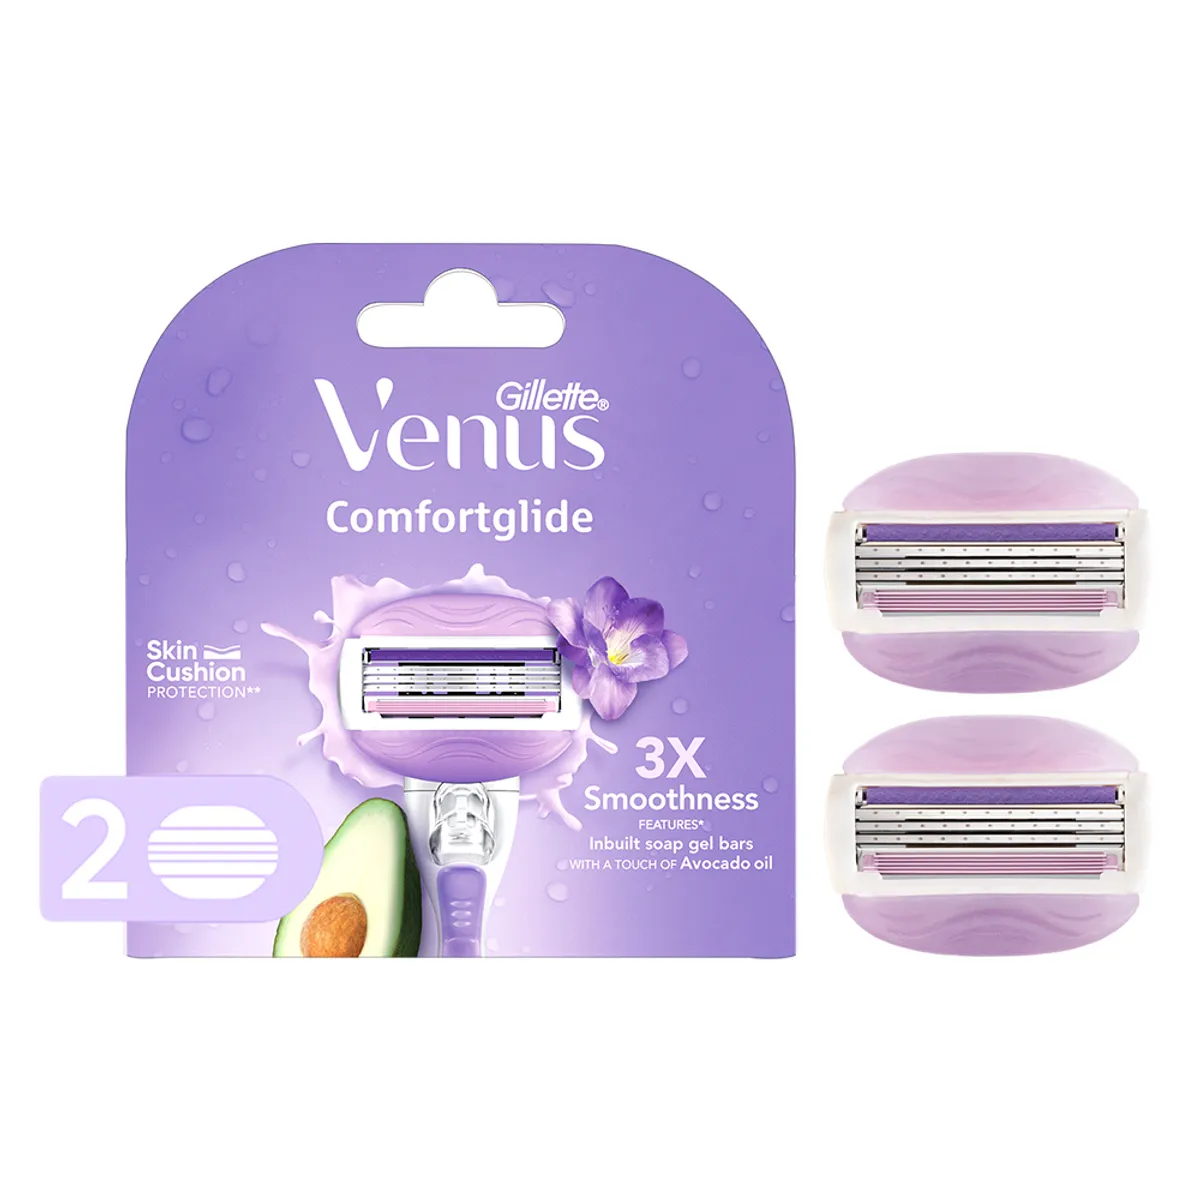 Gillette®
Venus
Comfortglide
Skin
Cushion
PROTECTION**
3X
Smoothness
FEATURES*
Inbuilt soap gel bars
WITH A TOUCH OF Avocado oil
2